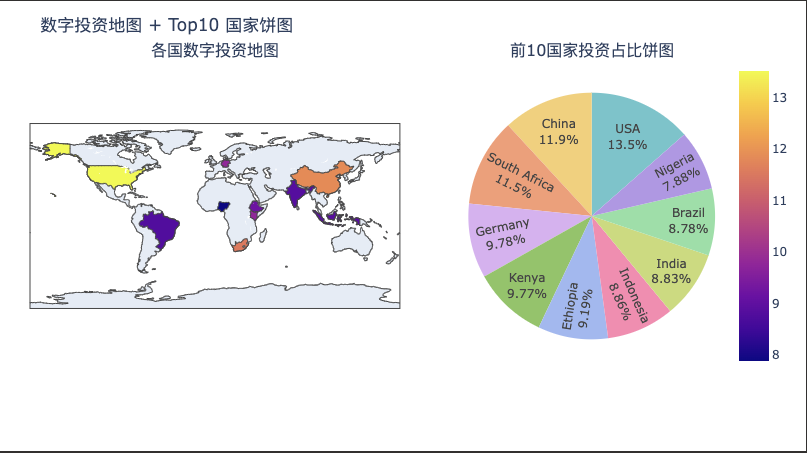 数字投资地图 + Top10 国家饼图
各国数字投资地图
前10国家投资占比饼图
USA
13.5%
Nigeria
7.88%
Brazil
8.78%
India
8.83%
Indonesia
8.86%
Ethiopia
9.19%
Kenya
9.77%
Germany
9.78%
South Africa
11.5%
China
11.9%
13
12
11
10
9
8